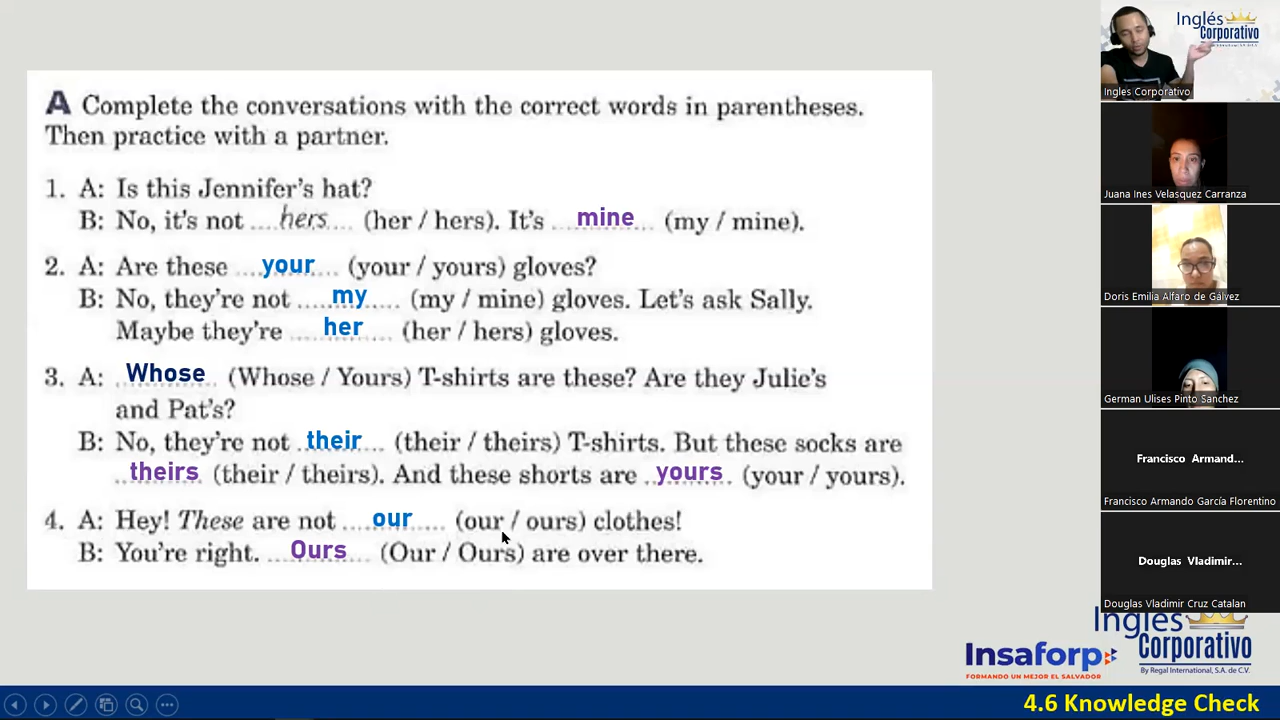 A Complete the conversations with the correct words in parentheses.
Then practice with a partner.
1. A: Is this Jennifer's hat?
B: No, it's not ....hers.... (her / hers). It's ..mine.. (my / mine).
2. A: Are these ...your... (your / yours) gloves?
B: No, they're not .....my..... (my / mine) gloves. Let's ask Sally.
Maybe they're ....her.... (her / hers) gloves.
3. A: Whose (Whose / Yours) T-shirts are these? Are they Julie's
and Pat's?
B: No, they're not ..their... (their / theirs) T-shirts. But these socks are
..theirs (their / theirs). And these shorts are ..yours.. (your / yours).
4. A: Hey! These are not ....our..... (our / ours) clothes!
B: You're right. ...Ours... (Our / Ours) are over there.
Inglés
Corporativo
Ingles Corporativo
Juana Ines Velasquez Carranza
Doris Emilia Alfaro de Gálvez
German Ulises Pinto Sanchez
Francisco Armand...
Francisco Armando García Florentino
Douglas Vladimir...
Douglas Vladimir Cruz Catalan
Inglés
Corporativo
By Regal International, S.A. de C.V.
Insaforp
FORMANDO UN MEJOR EL SALVADOR
4.6 Knowledge Check